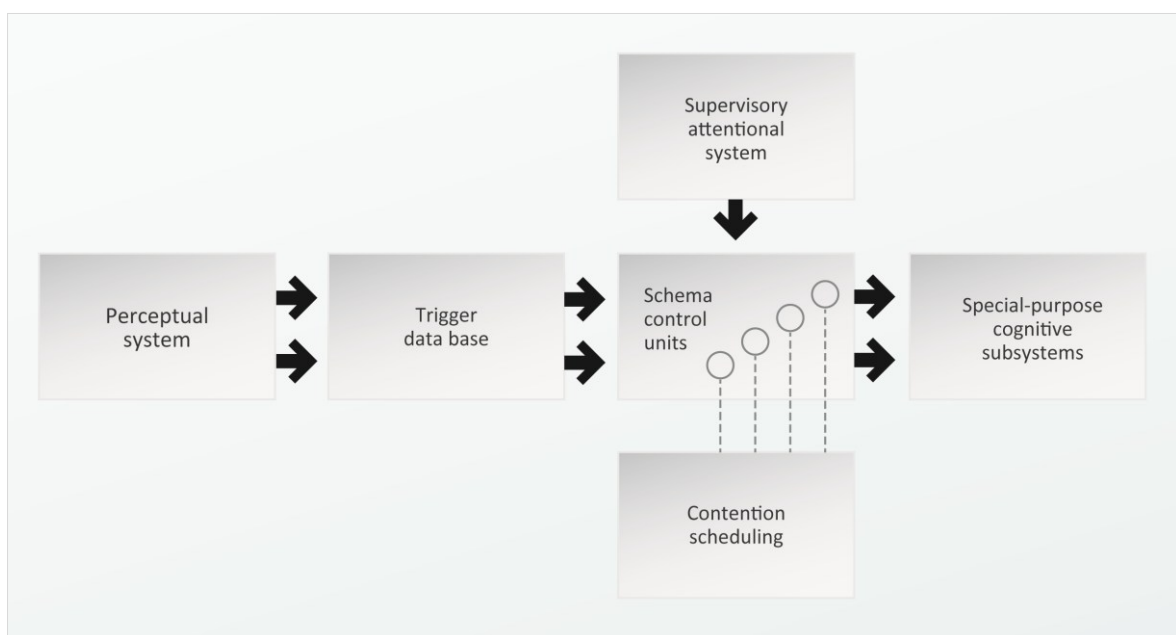 Supervisory
attentional
system
Perceptual
system
Trigger
data base
Schema
control
units
Special-purpose
cognitive
subsystems
Contention
scheduling